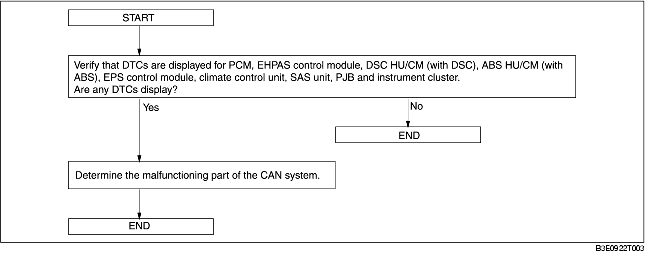 START
Verify that DTCs are displayed for PCM, EHPAS control module, DSC HU/CM (with DSC), ABS HU/CM (with
ABS), EPS control module, climate control unit, SAS unit, PJB and instrument cluster.
Are any DTCs display?
Yes
No
END
Determine the malfunctioning part of the CAN system.
END
B3E0922T003